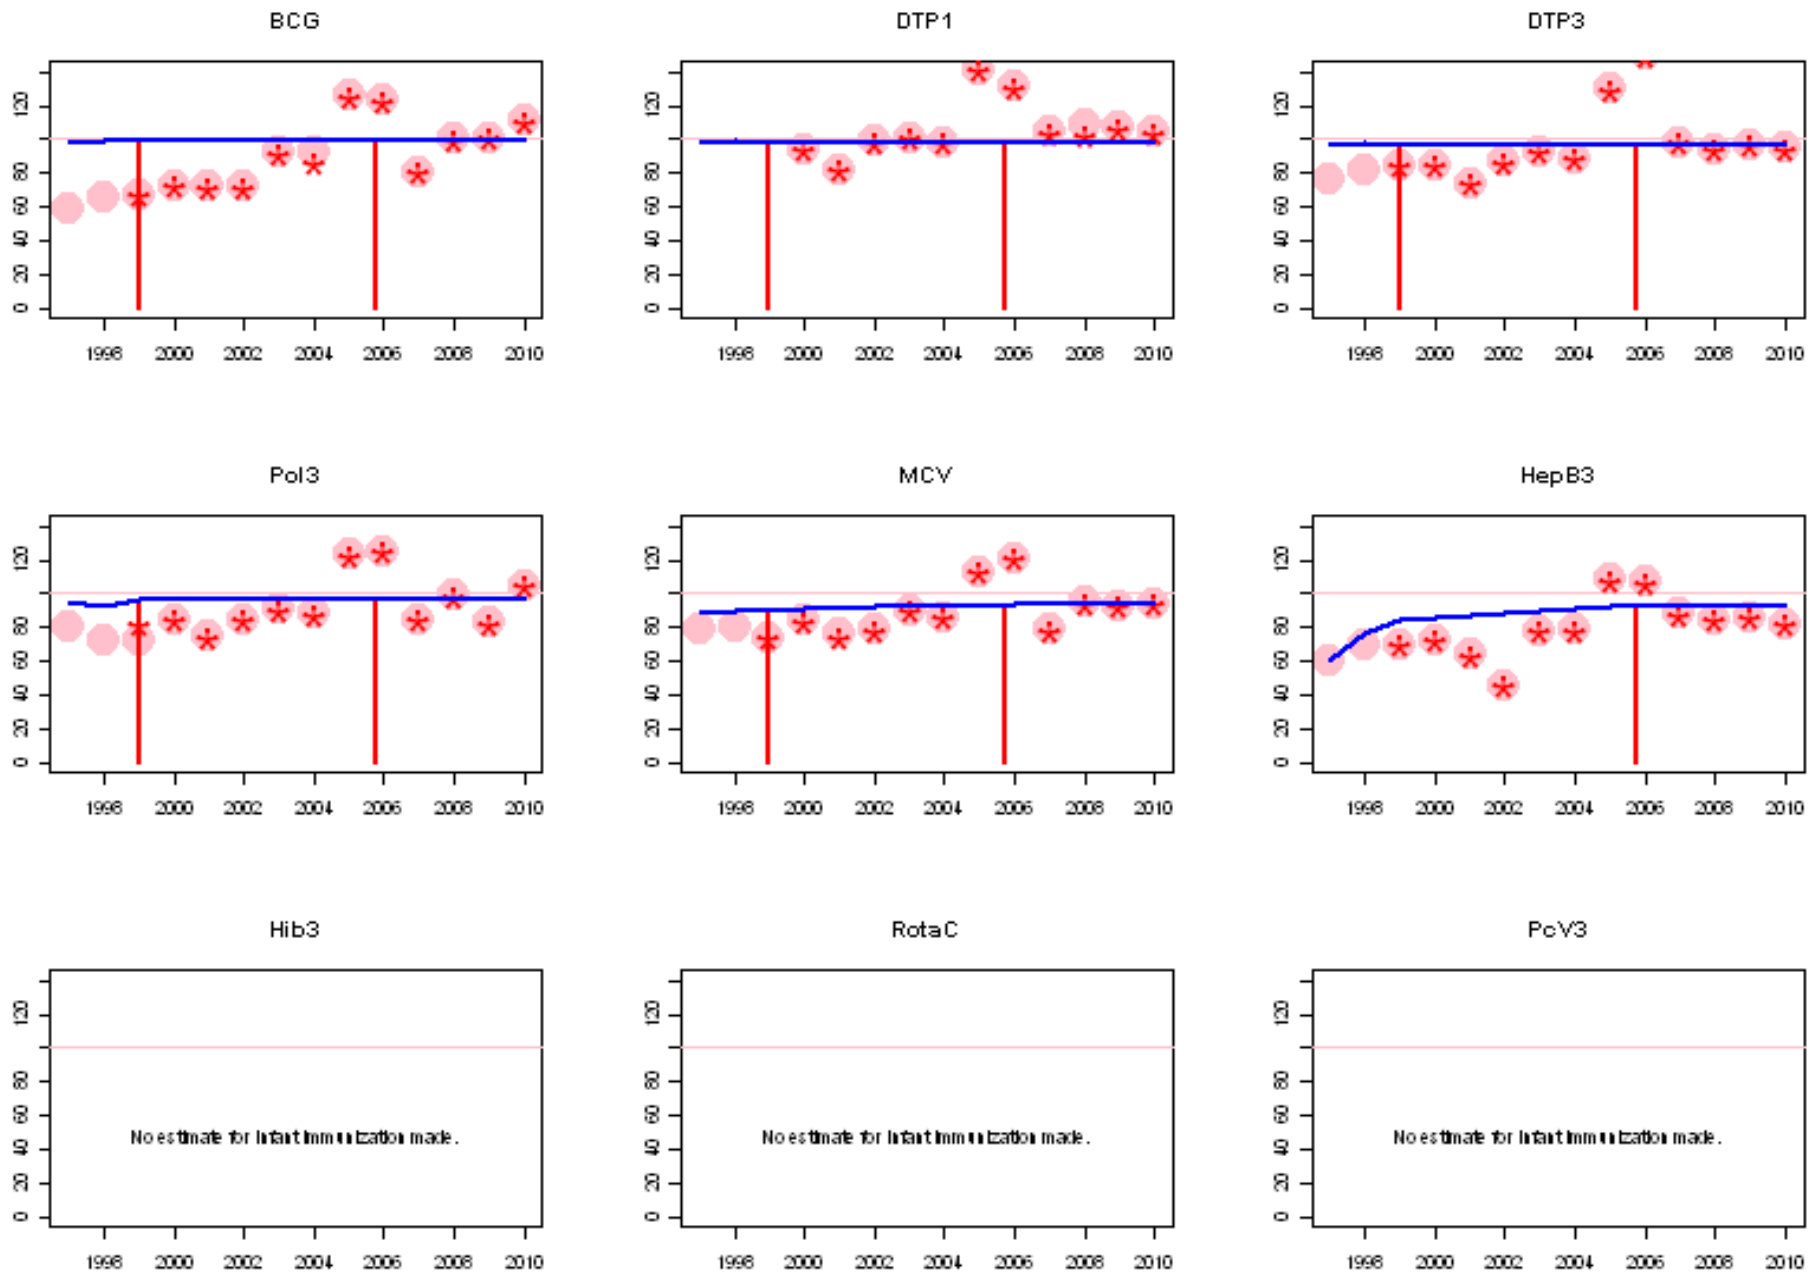 BCG DTP1 DTP3
120 120 120
80 80 80
60 60 60
40 40 40
20 20 20
0 0 0
1998 2000 2002 2004 2006 2008 2010 1998 2000 2002 2004 2006 2008 2010 1998 2000 2002 2004 2006 2008 2010
Pol3 MCV HepB3
120 120 120
80 80 80
60 60 60
40 40 40
20 20 20
0 0 0
1998 2000 2002 2004 2006 2008 2010 1998 2000 2002 2004 2006 2008 2010 1998 2000 2002 2004 2006 2008 2010
Hib3 RotaC PcV3
120 120 120
80 80 80
60 60 60
No estimate for infant immunization made. No estimate for infant immunization made. No estimate for infant immunization made.
40 40 40
20 20 20
0 0 0
1998 2000 2002 2004 2006 2008 2010 1998 2000 2002 2004 2006 2008 2010 1998 2000 2002 2004 2006 2008 2010